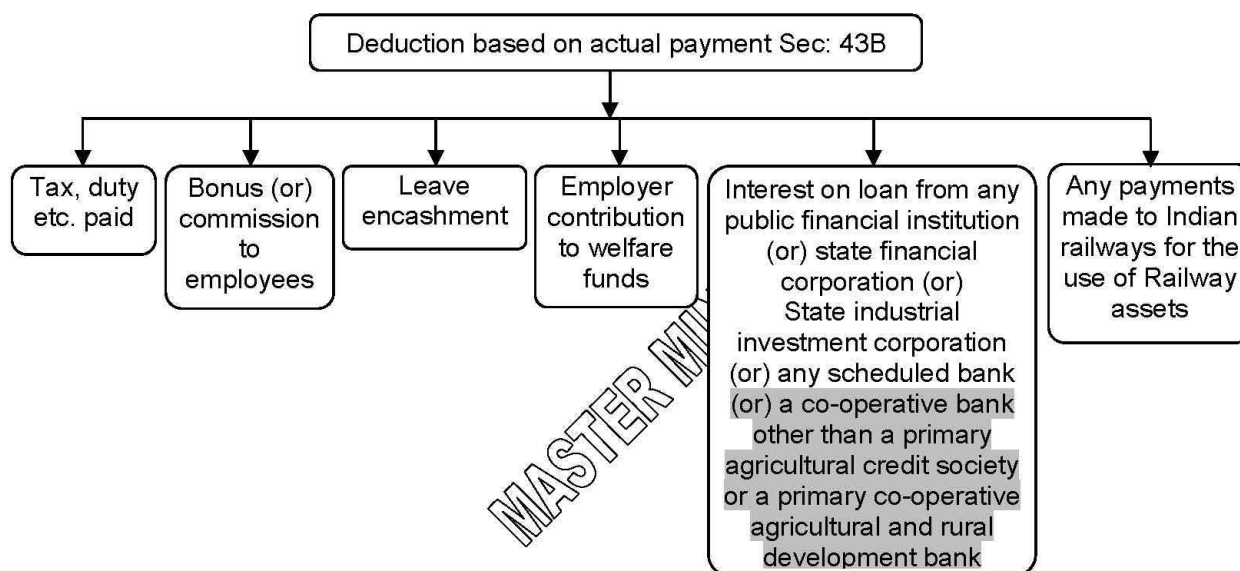 Deduction based on actual payment Sec: 43B
Tax, duty
etc. paid
Bonus (or)
commission
to
employees
Leave
encashment
Employer
contribution
to welfare
funds
Interest on loan from any
public financial institution
(or) state financial
corporation (or)
State industrial
investment corporation
(or) any scheduled bank
(or) a co-operative bank
other than a primary
agricultural credit society
or a primary co-operative
agricultural and rural
development bank
Any payments
made to Indian
railways for the
use of Railway
assets
MASTER